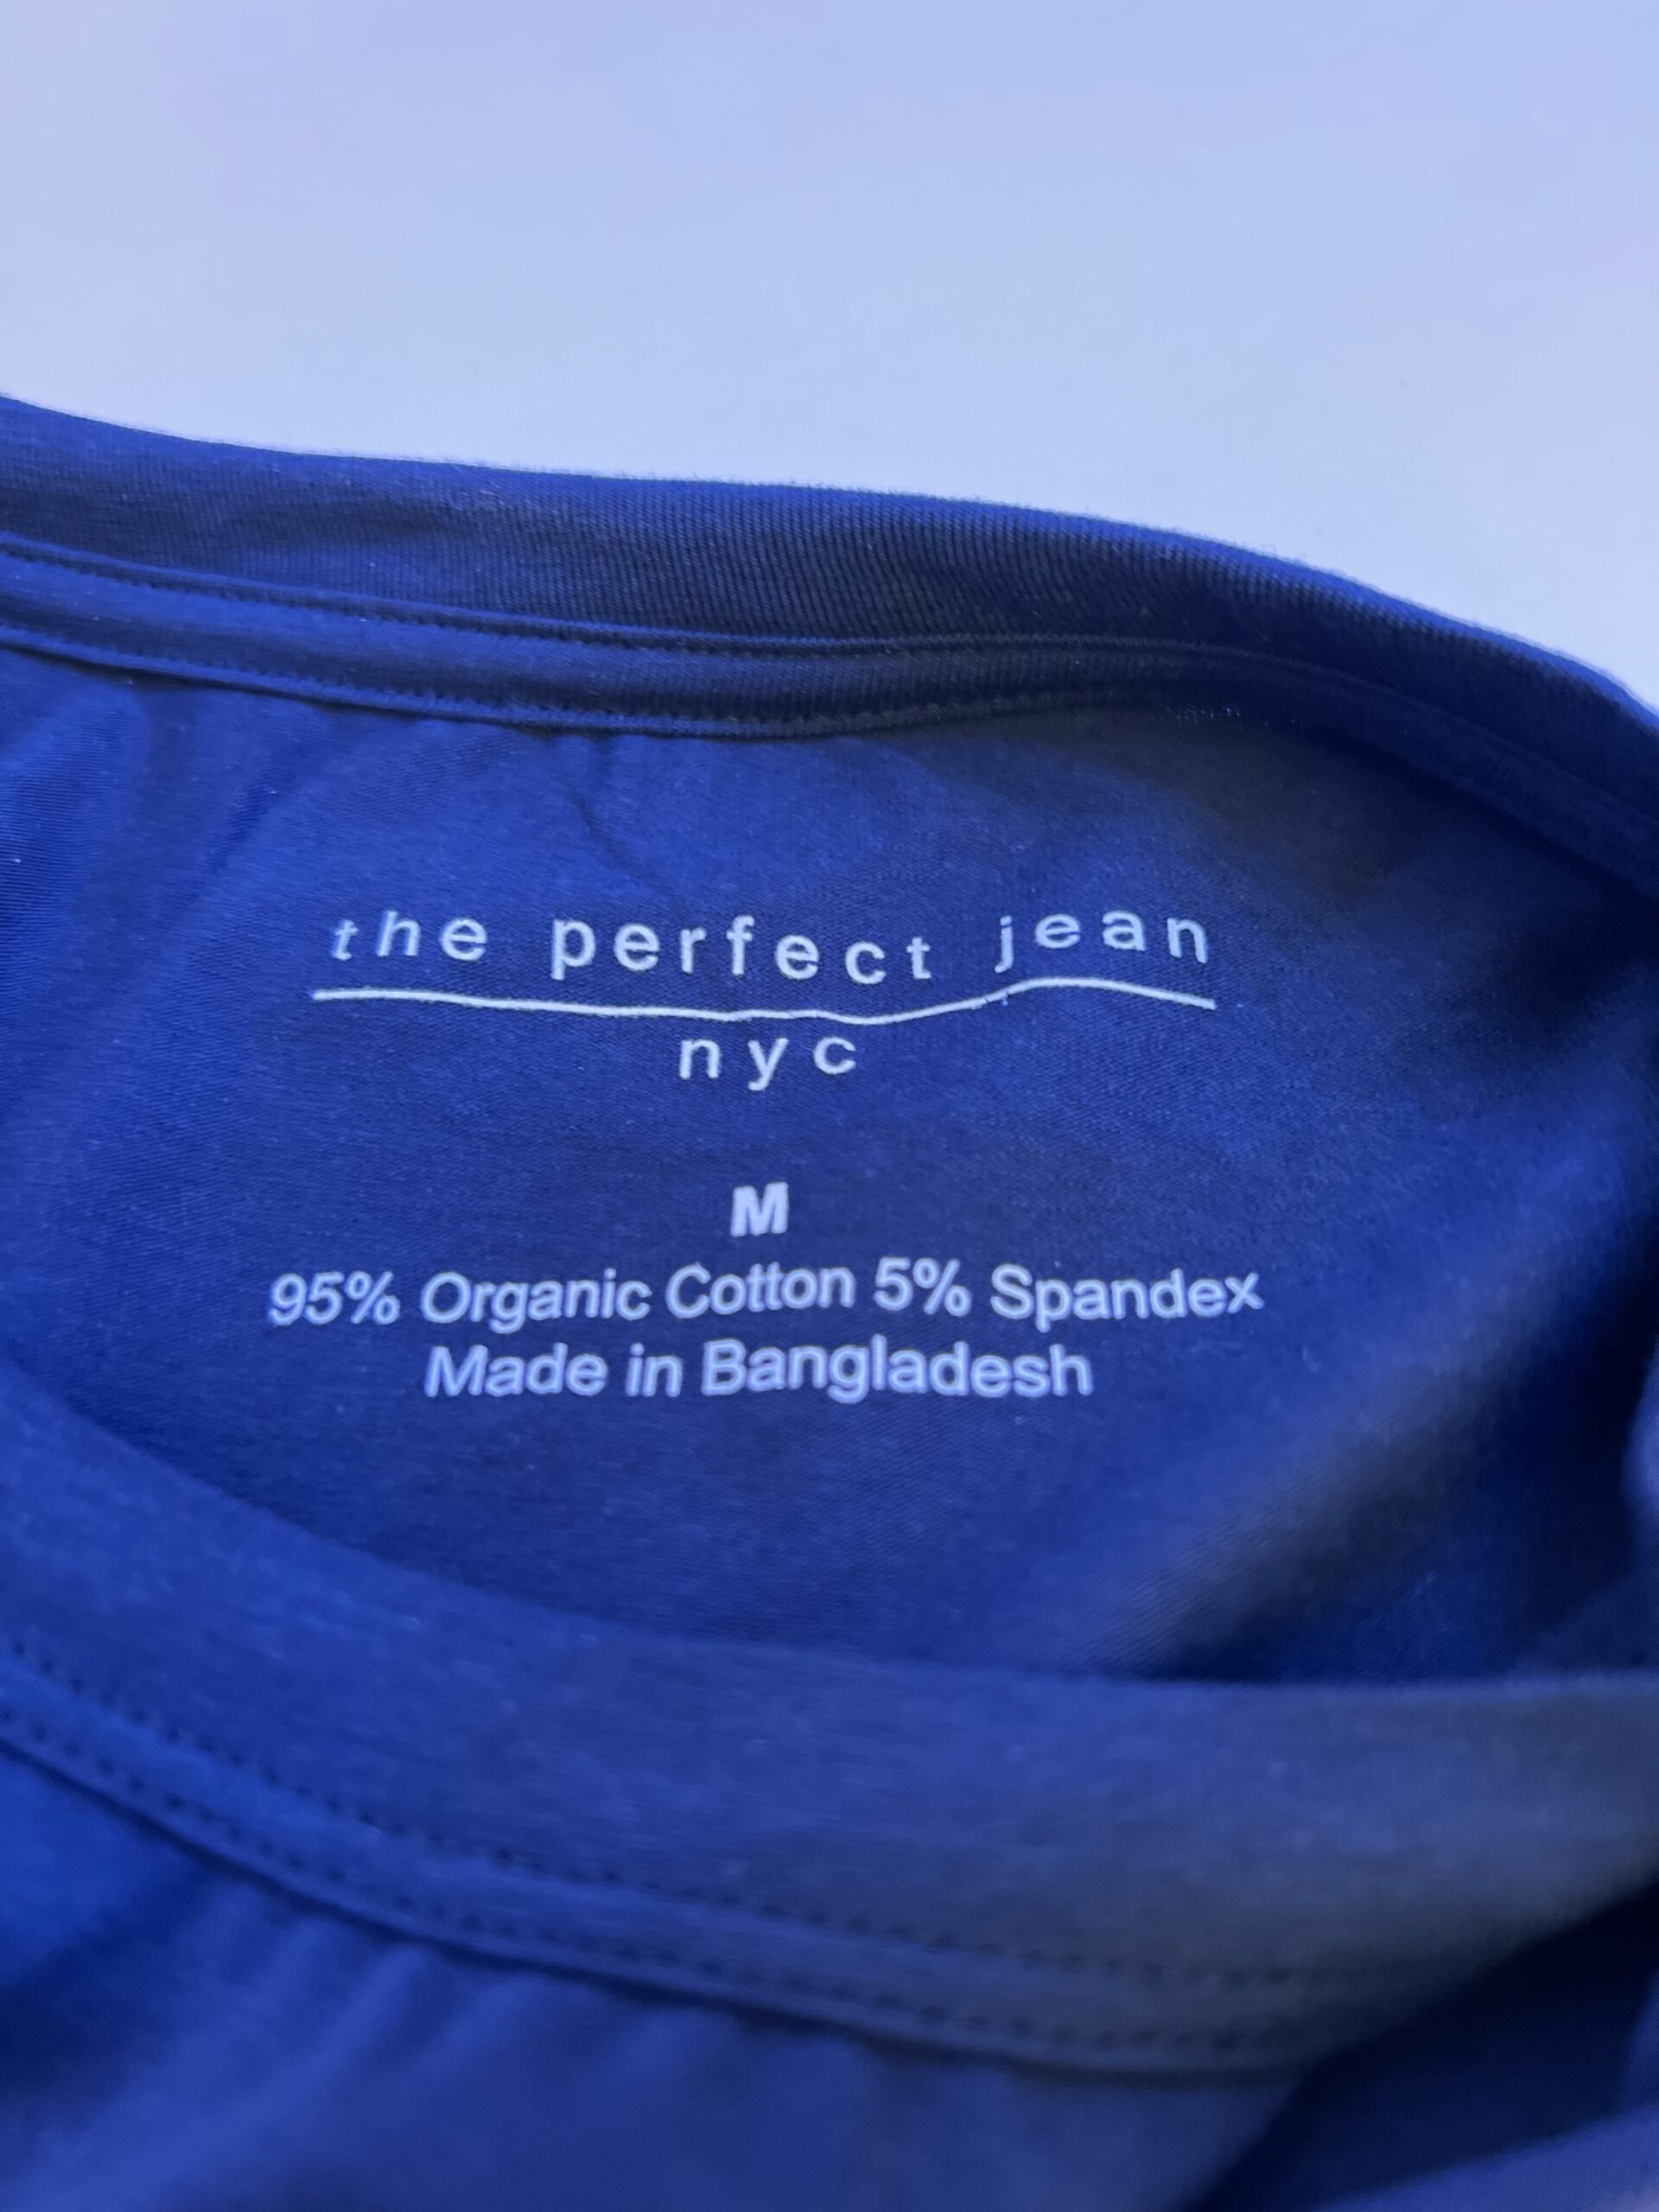 the perfect jean
nyc
M
95% Organic Cotton 5% Spandex
Made in Bangladesh